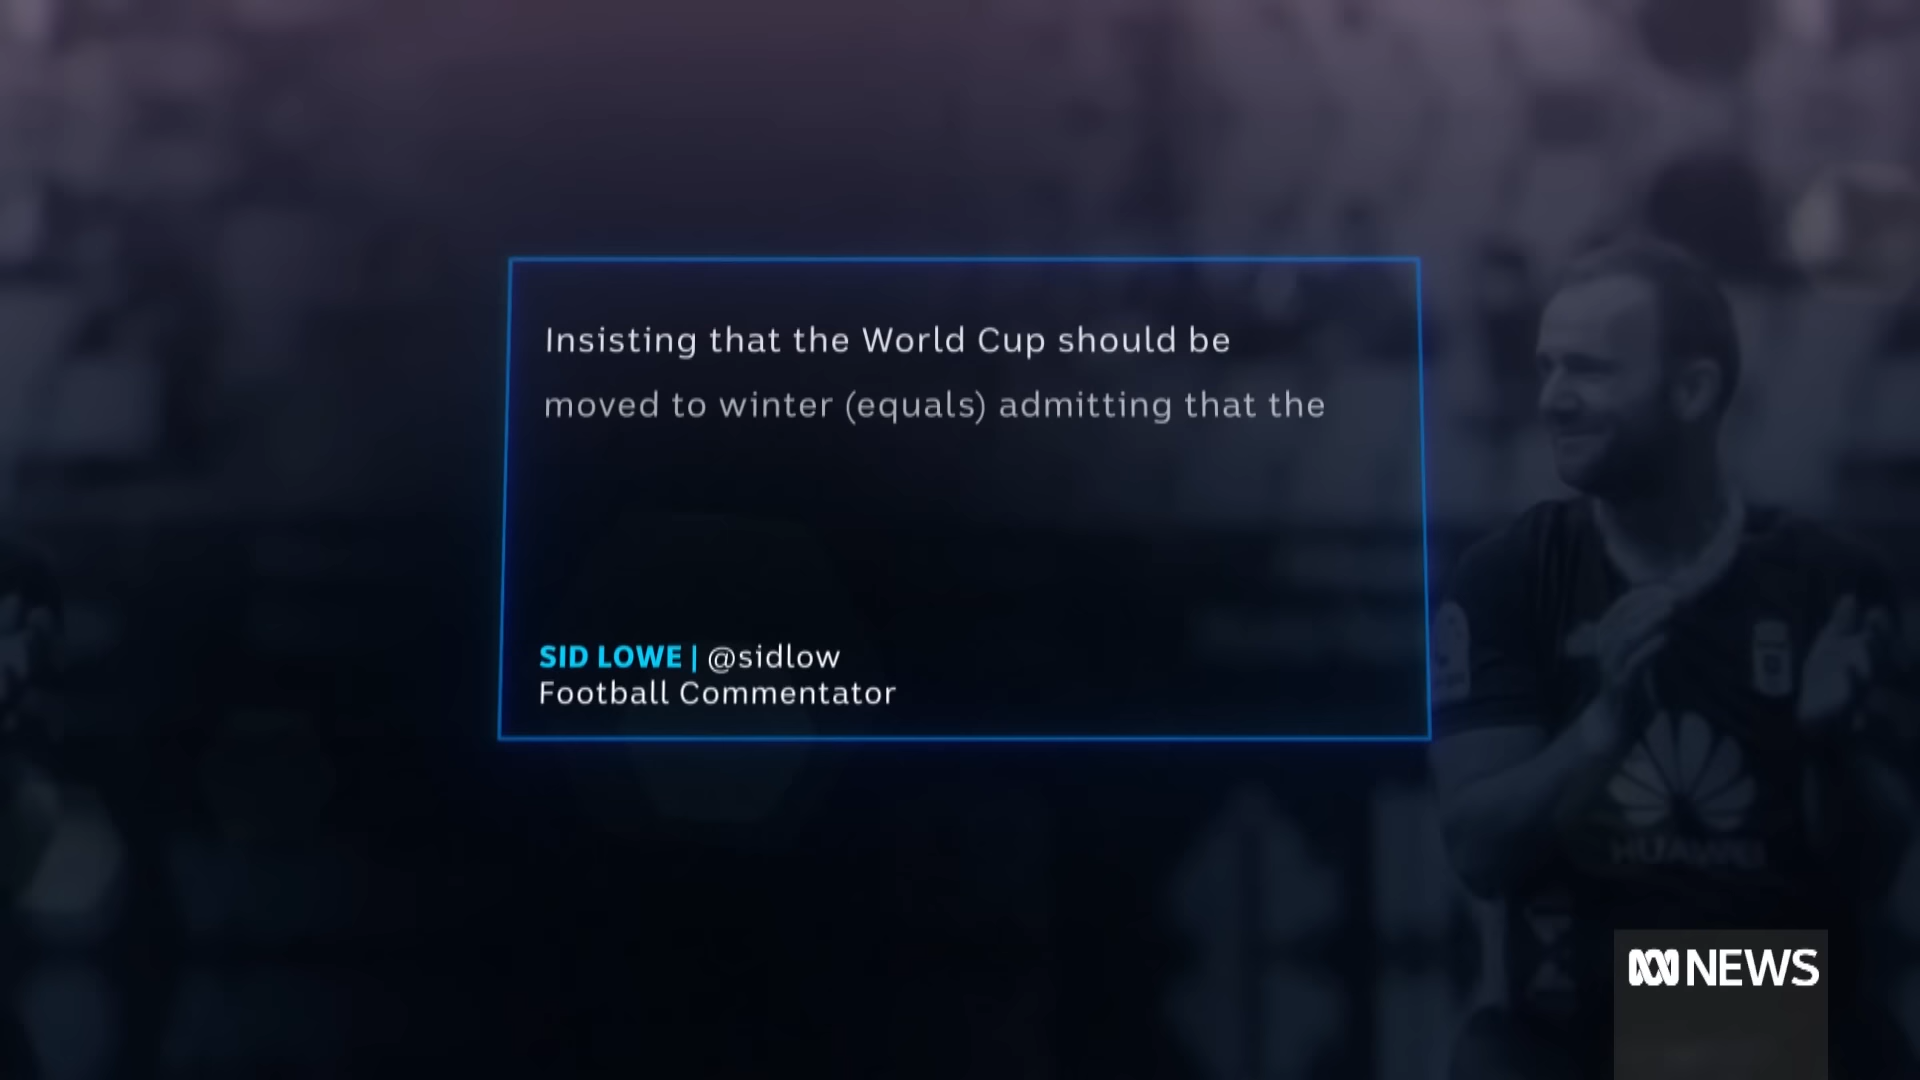 Insisting that the World Cup should be
moved to winter (equals) admitting that the
SID LOWE | @sidlow
Football Commentator
HUAWEI
NEWS